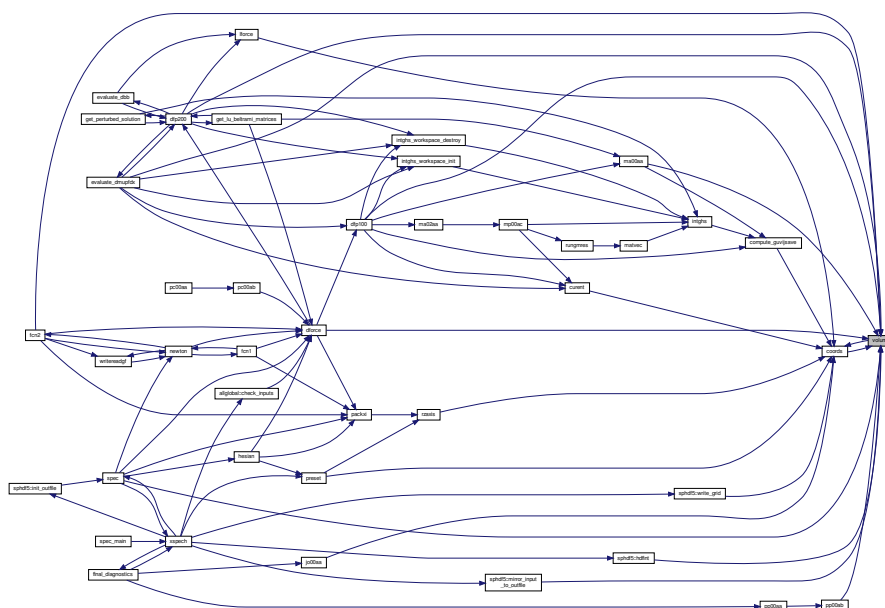 lforce
evaluate_dbb
get_perturbed_solution
dfp200
get_lu_beltrami_matrices
intghs_workspace_destroy
intghs_workspace_init
ma00aa
evaluate_dmupfdx
dfp100
ma02aa
mp00ac
intghs
rungmres
matvec
compute_guvijsave
pc00aa
pc00ab
curent
fcn2
dforce
volume
writereadgf
newton
fcn1
coords
allglobal::check_inputs
packxi
rzaxis
hesian
spec
preset
sphdf5::init_outfile
sphdf5::write_grid
spec_main
xspech
jo00aa
sphdf5::hdfint
final_diagnostics
sphdf5::mirror_input
_to_outfile
pp00aa
pp00ab